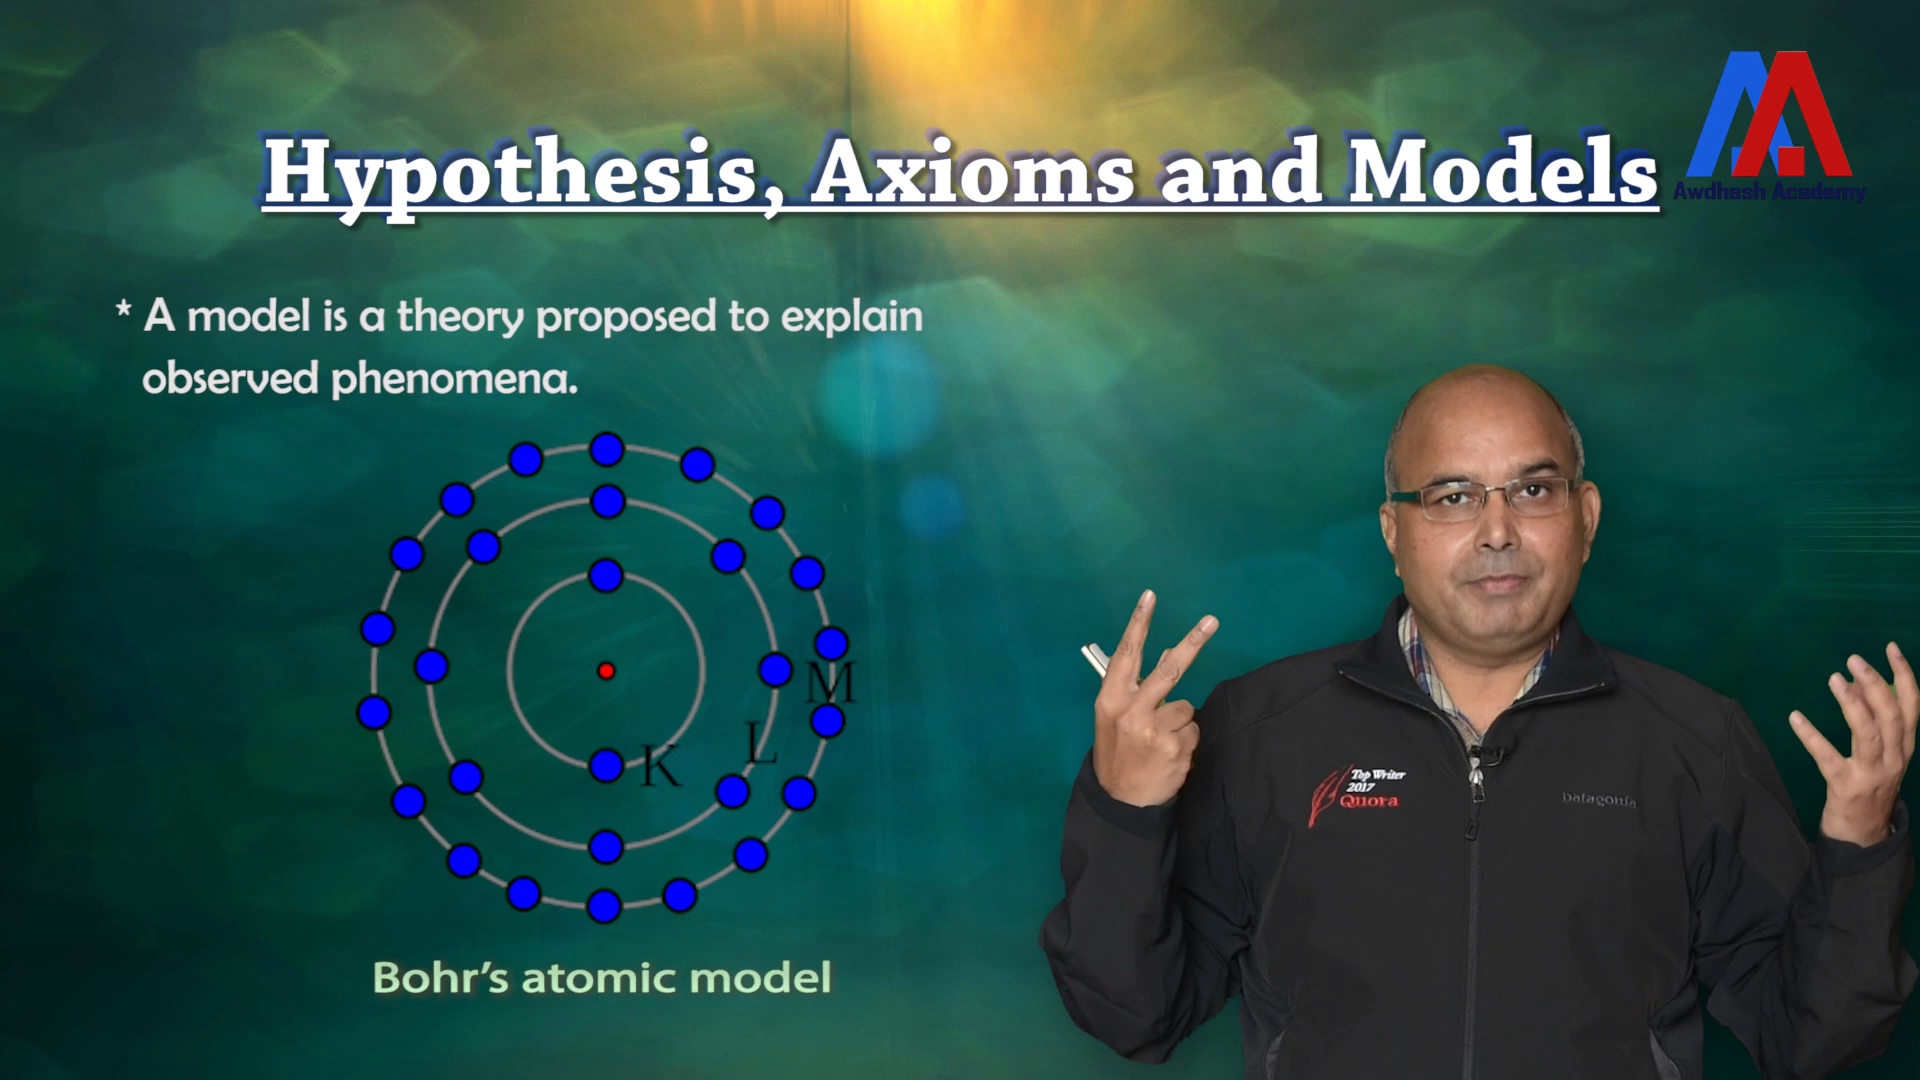 Hypothesis, Axioms and Models
Awdhesh Academy
* A model is a theory proposed to explain
observed phenomena.
M
L
K
Top Writer
2017
Quora
patagonia
Bohr's atomic model